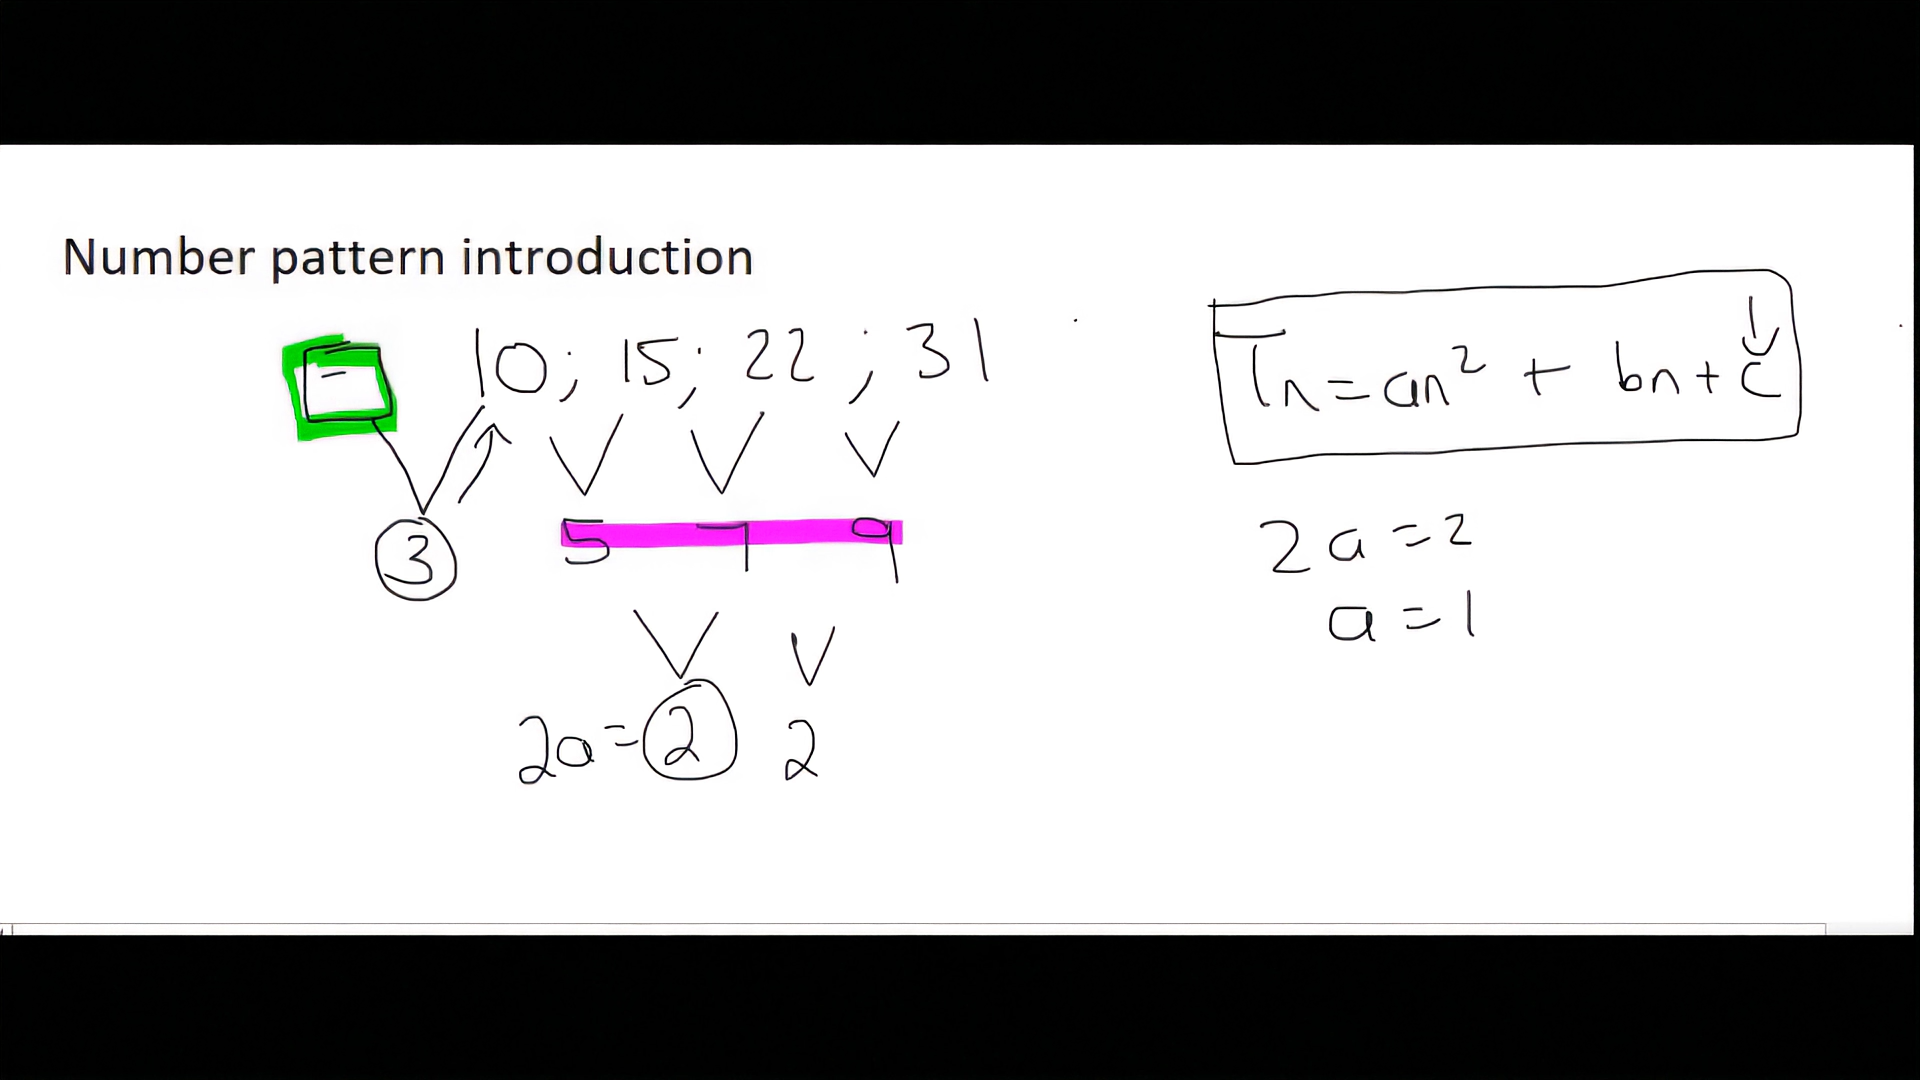 Number pattern introduction
10; 15; 22; 31
Tn = an² + bn + c
3 5 7 9
2a = 2
a = 1
2a = 2 2